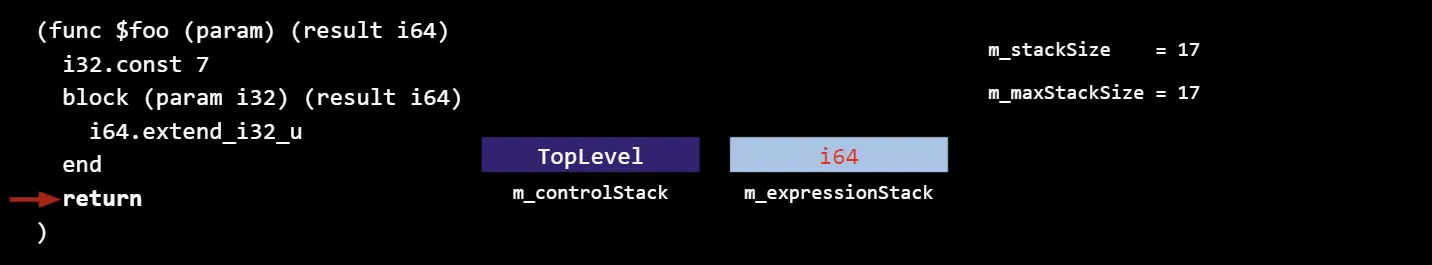 (func $foo (param) (result i64)
  i32.const 7
  block (param i32) (result i64)
    i64.extend_i32_u
  end
  return
)
TopLevel
m_controlStack
i64
m_expressionStack
m_stackSize    = 17
m_maxStackSize = 17